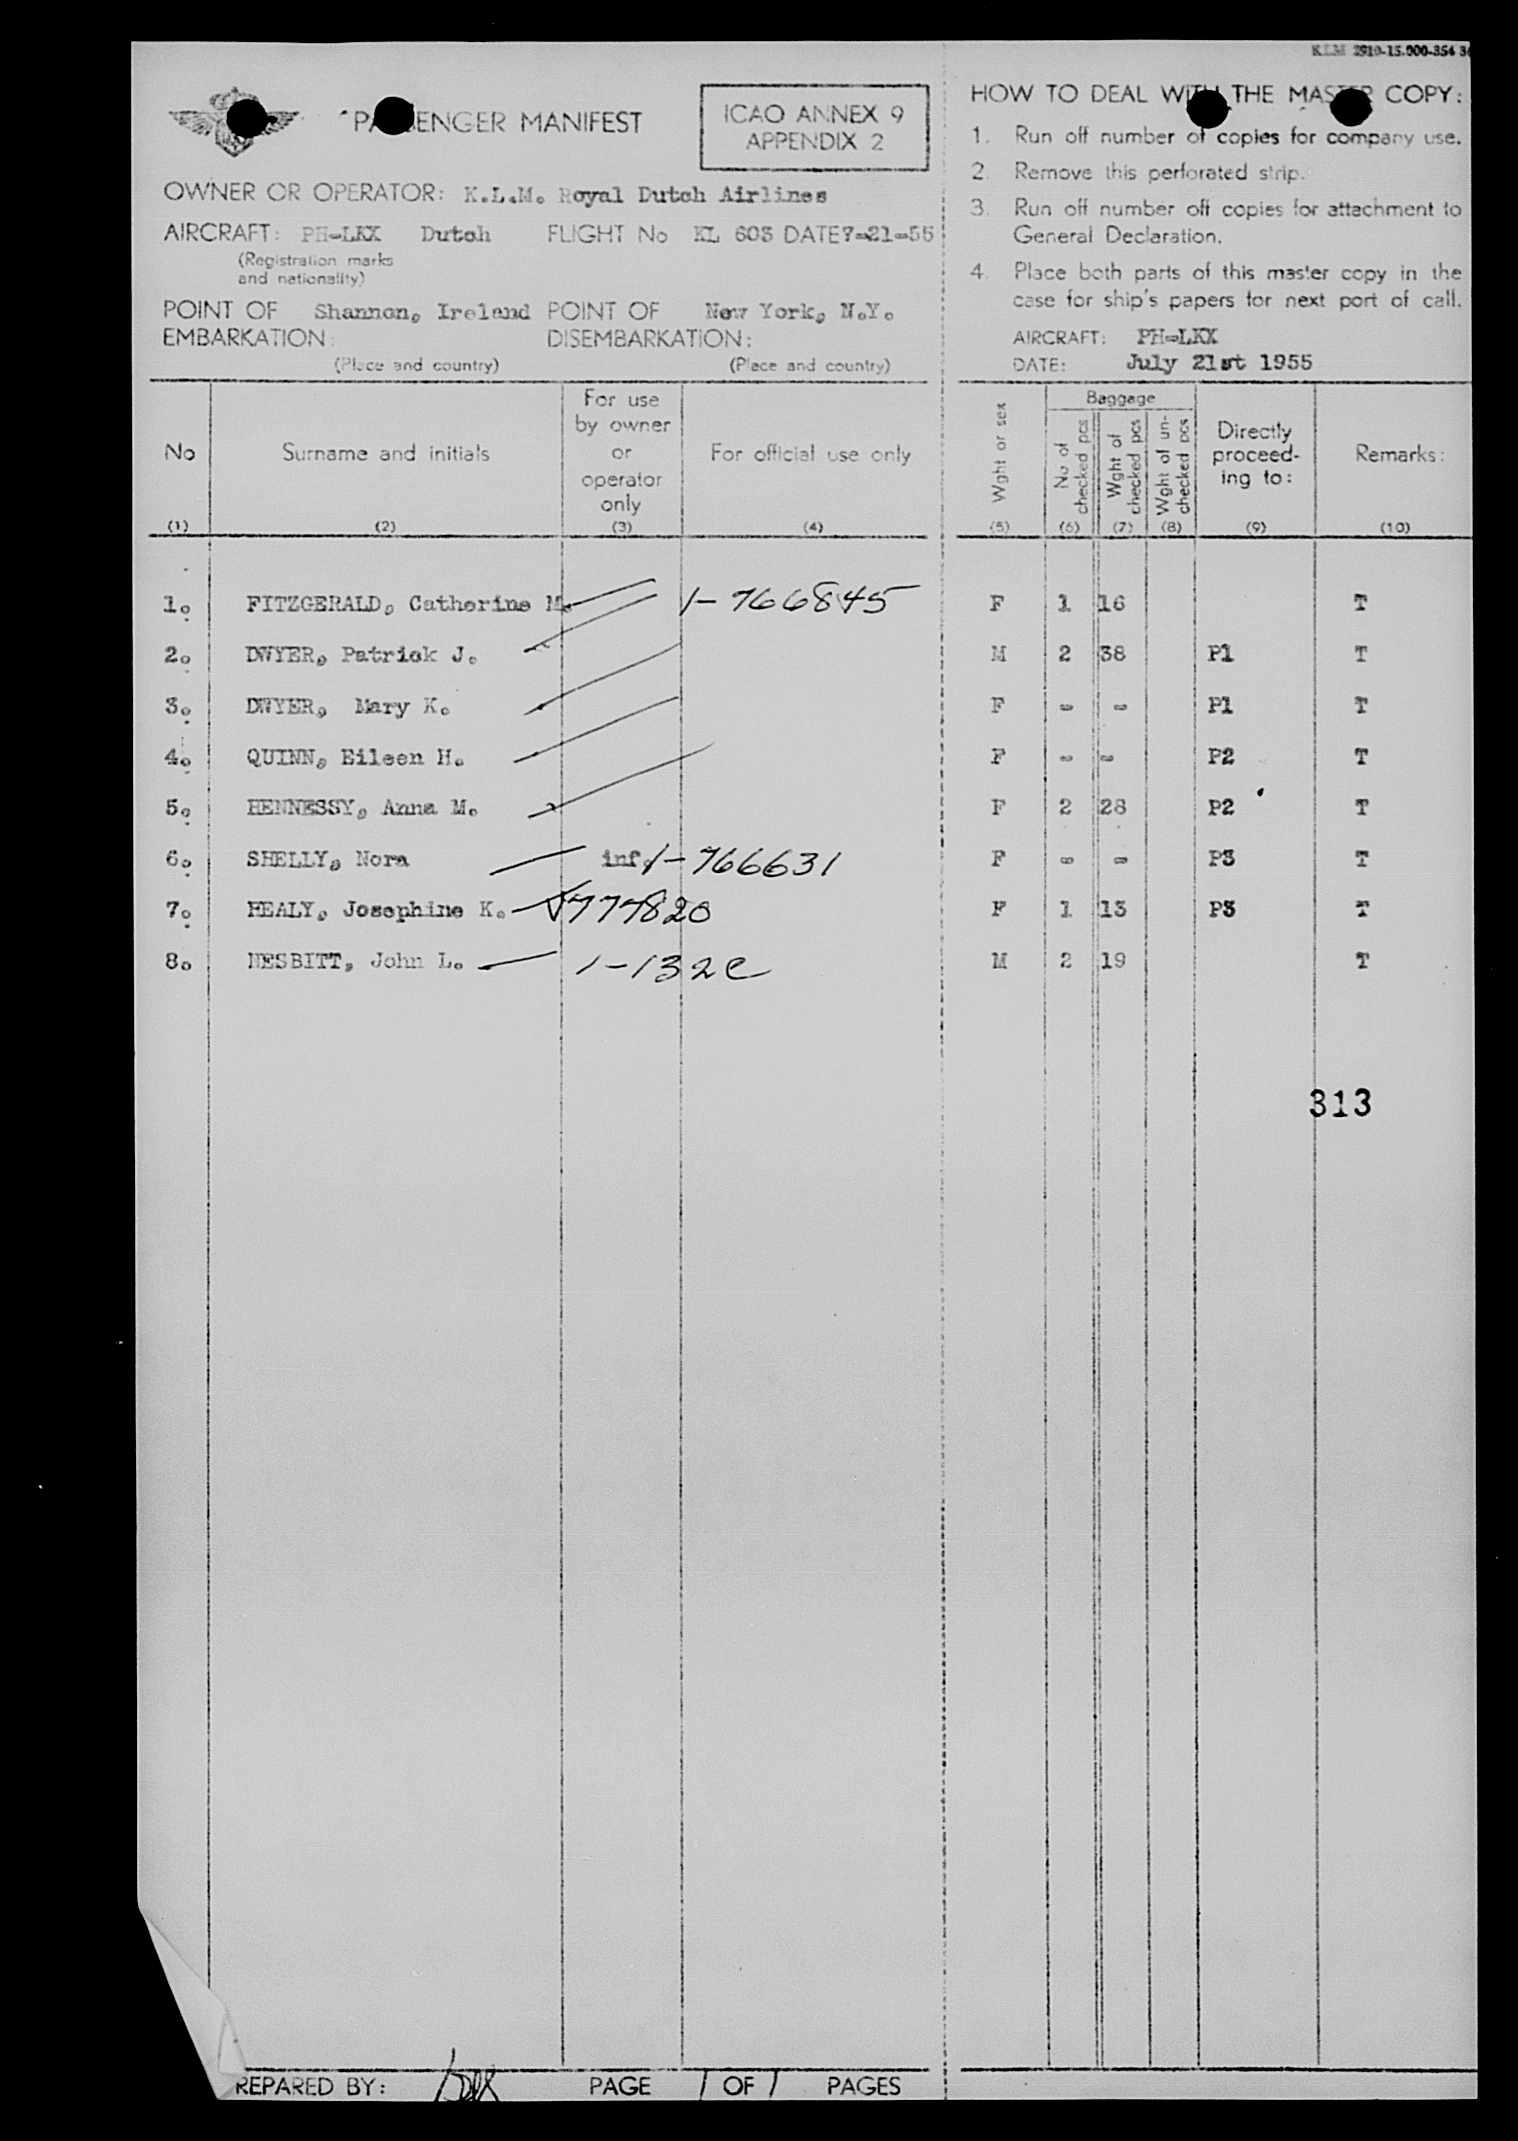 KLM 2910-15.000-354
PASSENGER MANIFEST
ICAO ANNEX 9
APPENDIX 2
OWNER OR OPERATOR: K.L.M. Royal Dutch Airlines
AIRCRAFT: PH-LKX Dutch FLIGHT No KL 603 DATE 7-21-55
(Registration marks
and nationality)
POINT OF Shannon, Ireland POINT OF New York, N.Y.
EMBARKATION: DISEMBARKATION:
(Place and country) (Place and country)
HOW TO DEAL WITH THE MASTER COPY:
1. Run off number of copies for company use.
2. Remove this perforated strip.
3. Run off number off copies for attachment to
General Declaration.
4. Place both parts of this master copy in the
case for ship's papers for next port of call.
AIRCRAFT: PH-LKX
DATE: July 21st 1955
No Surname and initials For use by owner or operator only For official use only Wght or sex Baggage No of checked pcs Wght of checked pcs Wght of un-checked pcs Directly proceed-ing to: Remarks:
(1) (2) (3) (4) (5) (6) (7) (8) (9) (10)
1. FITZGERALD, Catherine M. 1-766845 F 1 16 T
2. DWYER, Patrick J. M 2 38 P1 T
3. DWYER, Mary K. F - - P1 T
4. QUINN, Eileen H. F - - P2 T
5. HENNESSY, Anna M. F 2 28 P2 T
6. SHELLY, Nora inf. 1-766631 F - - P3 T
7. HEALY, Josephine K. 777820 F 1 13 P3 T
8. NESBITT, John L. 1-132C M 2 19 T
313
REPARED BY: PAGE 1 OF 1 PAGES